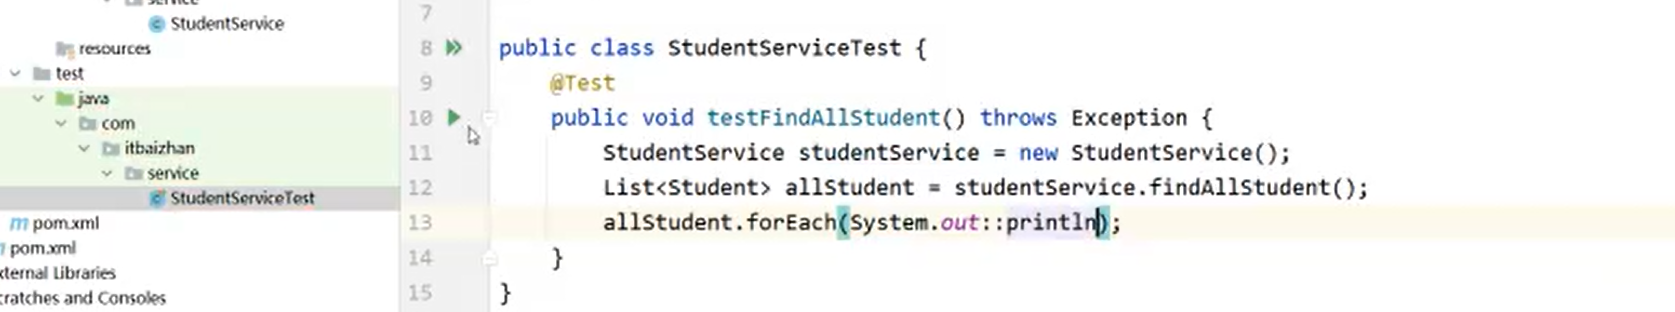 service
StudentService
resources
test
java
com
itbaizhan
service
StudentServiceTest
pom.xml
pom.xml
xternal Libraries
cratches and Consoles
7
8 public class StudentServiceTest {
9 @Test
10 public void testFindAllStudent() throws Exception {
11 StudentService studentService = new StudentService();
12 List<Student> allStudent = studentService.findAllStudent();
13 allStudent.forEach(System.out::println);
14 }
15 }